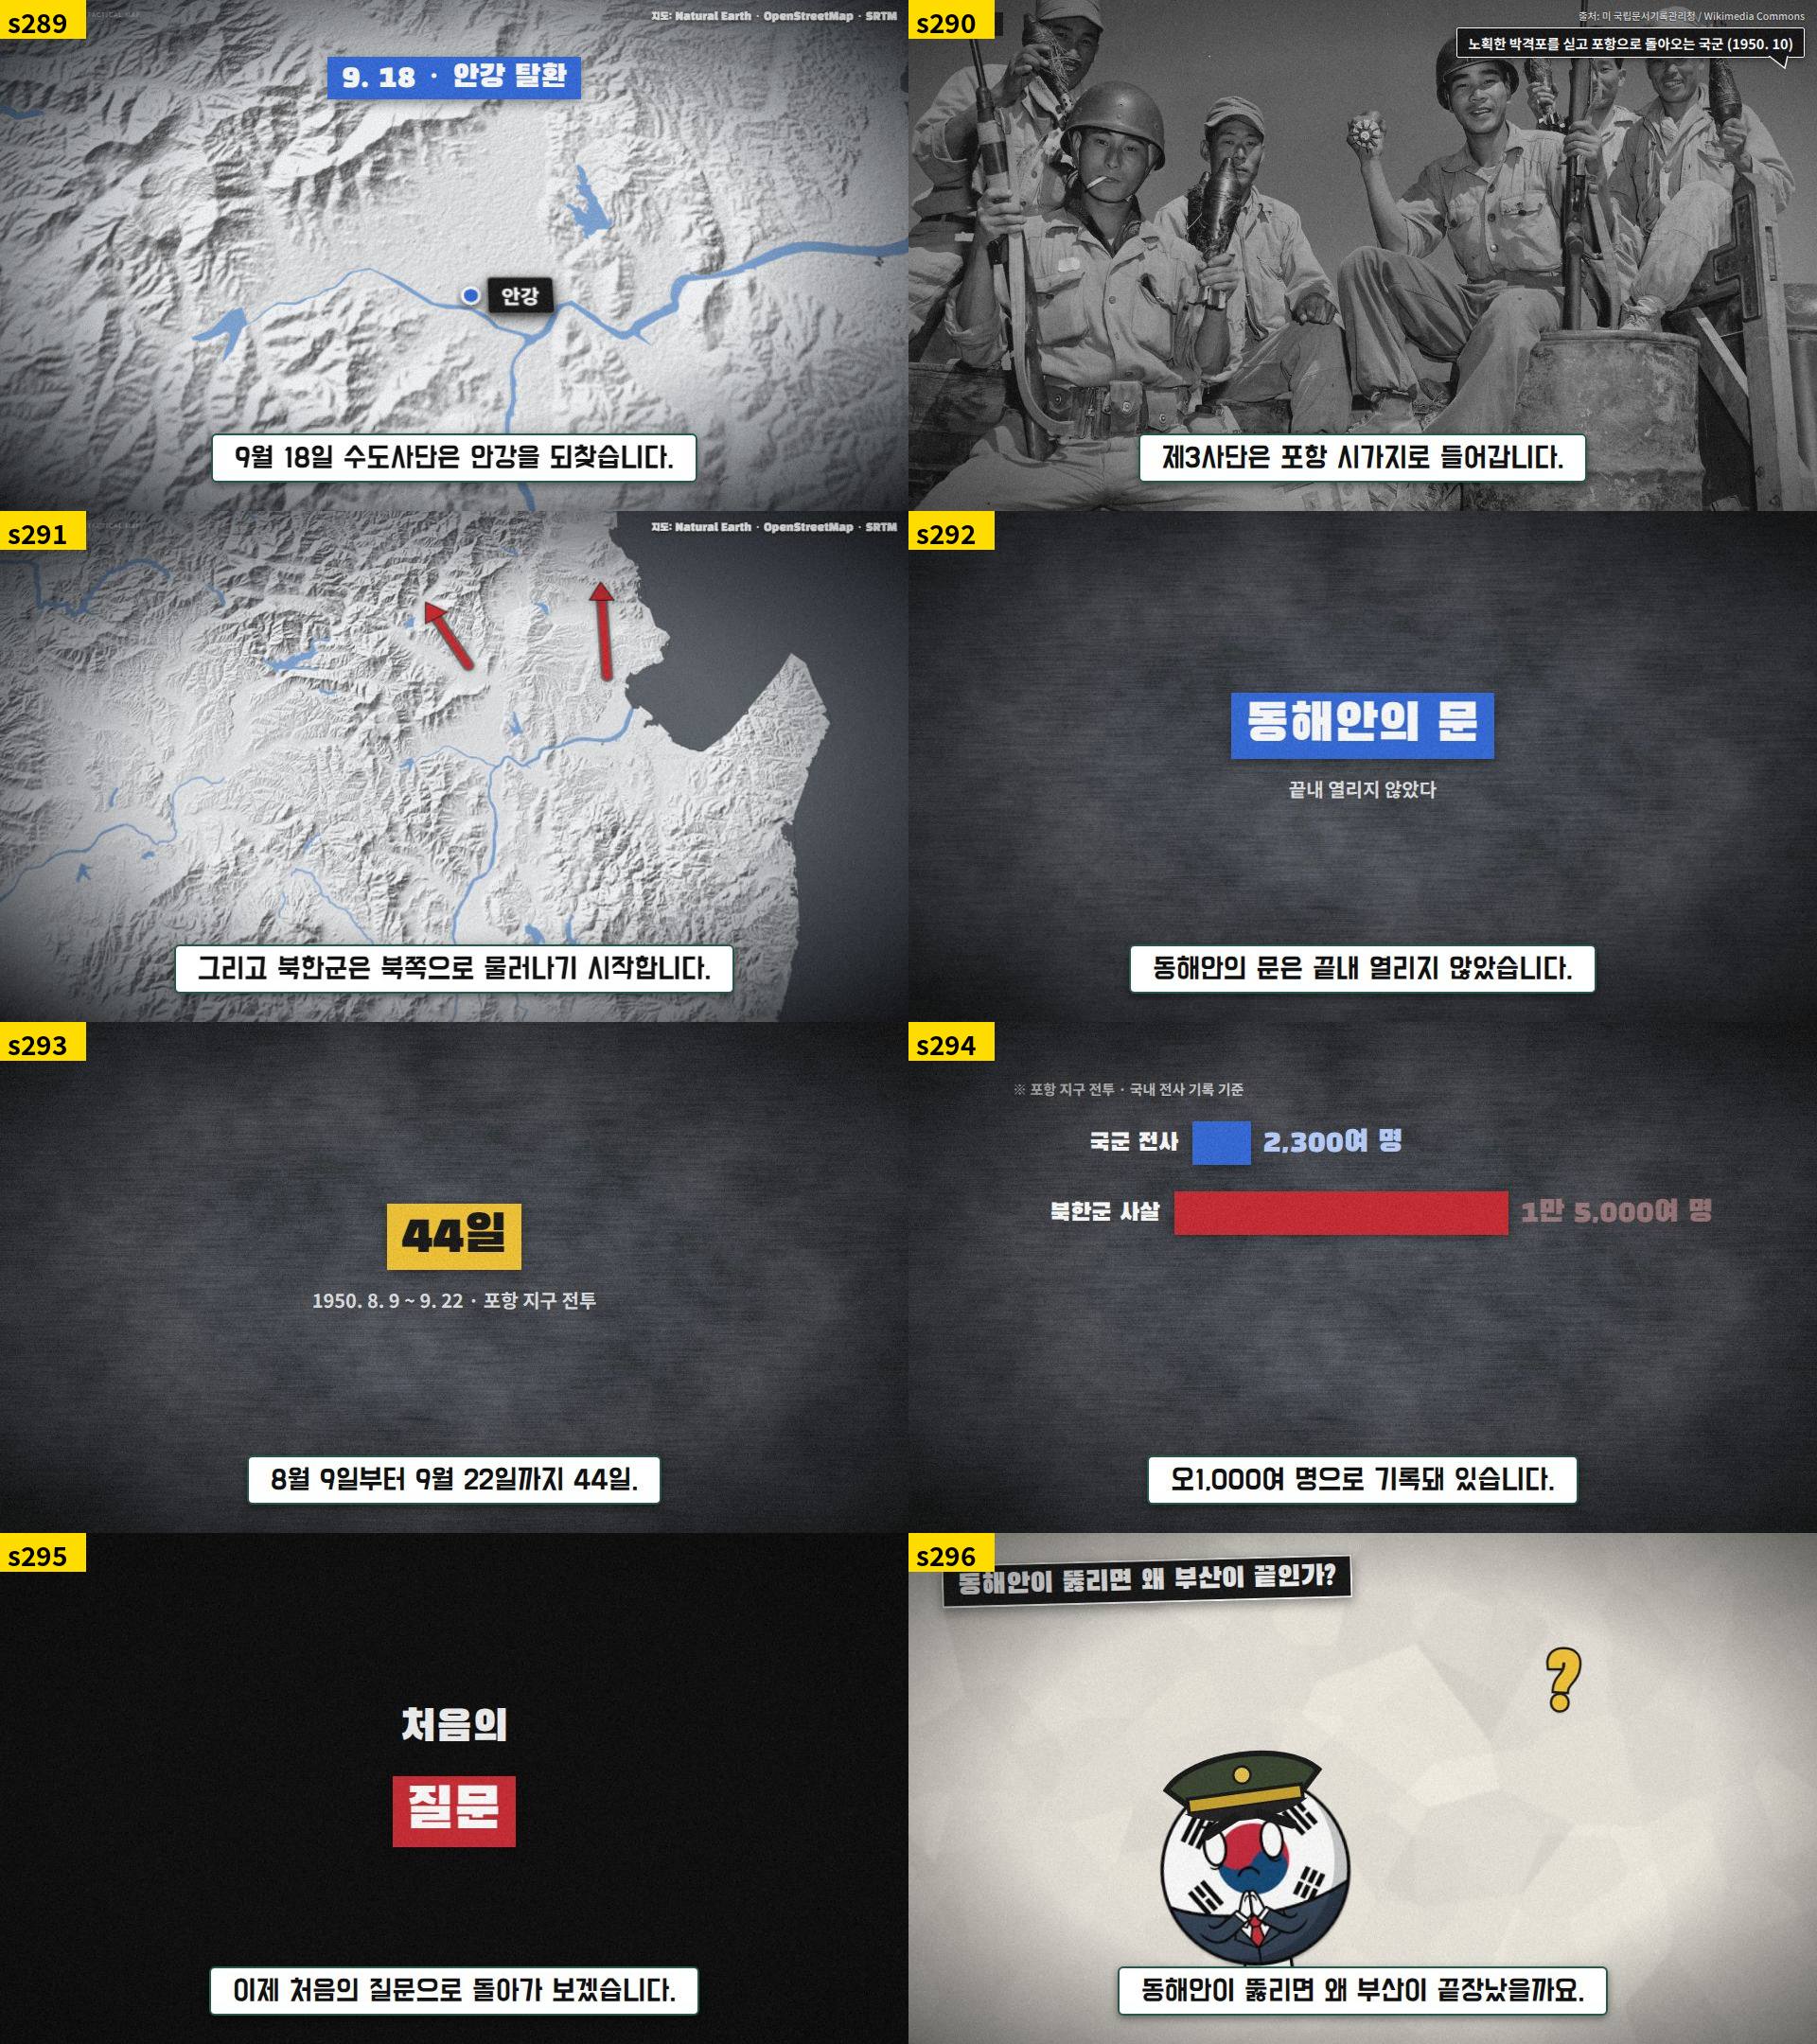 s289
지도: Natural Earth · OpenStreetMap · SRTM
9. 18 · 안강 탈환
안강
9월 18일 수도사단은 안강을 되찾습니다.
s290
출처: 미 국립문서기록관리청 / Wikimedia Commons
노획한 박격포를 싣고 포항으로 돌아오는 국군 (1950. 10)
제3사단은 포항 시가지로 들어갑니다.
s291
지도: Natural Earth · OpenStreetMap · SRTM
그리고 북한군은 북쪽으로 물러나기 시작합니다.
s292
동해안의 문
끝내 열리지 않았다
동해안의 문은 끝내 열리지 않았습니다.
s293
44일
1950. 8. 9 ~ 9. 22 · 포항 지구 전투
8월 9일부터 9월 22일까지 44일.
s294
※ 포항 지구 전투 · 국내 전사 기록 기준
국군 전사 2,300여 명
북한군 사살 1만 5,000여 명
오1,000여 명으로 기록돼 있습니다.
s295
처음의
질문
이제 처음의 질문으로 돌아가 보겠습니다.
s296
동해안이 뚫리면 왜 부산이 끝인가?
?
동해안이 뚫리면 왜 부산이 끝장났을까요.